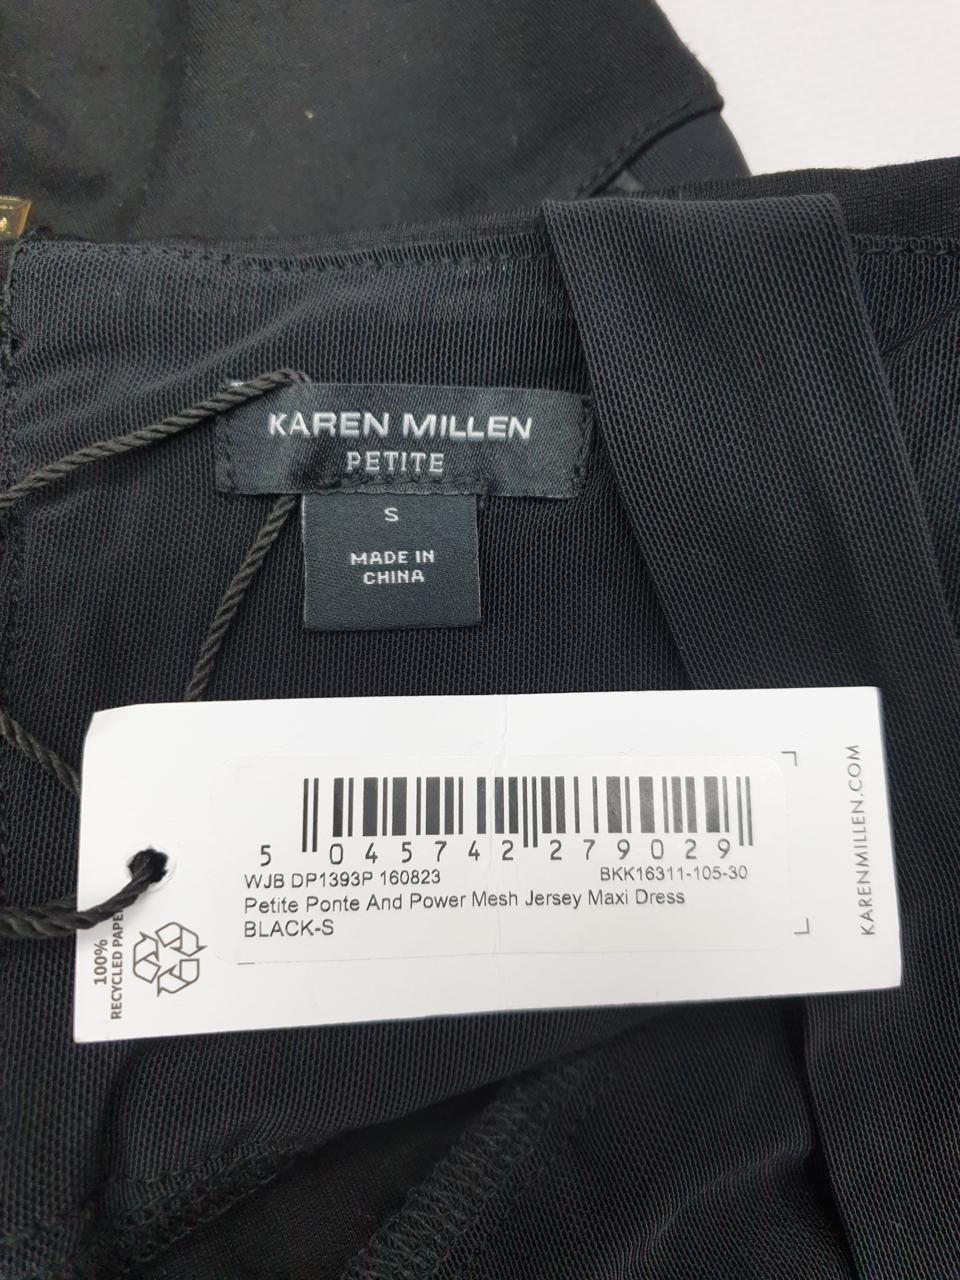 KAREN MILLEN
PETITE
S
MADE IN
CHINA
5 045742 279029
WJB DP1393P 160823 BKK16311-105-30
Petite Ponte And Power Mesh Jersey Maxi Dress
BLACK-S
100%
RECYCLED PAPER
KARENMILLEN.COM